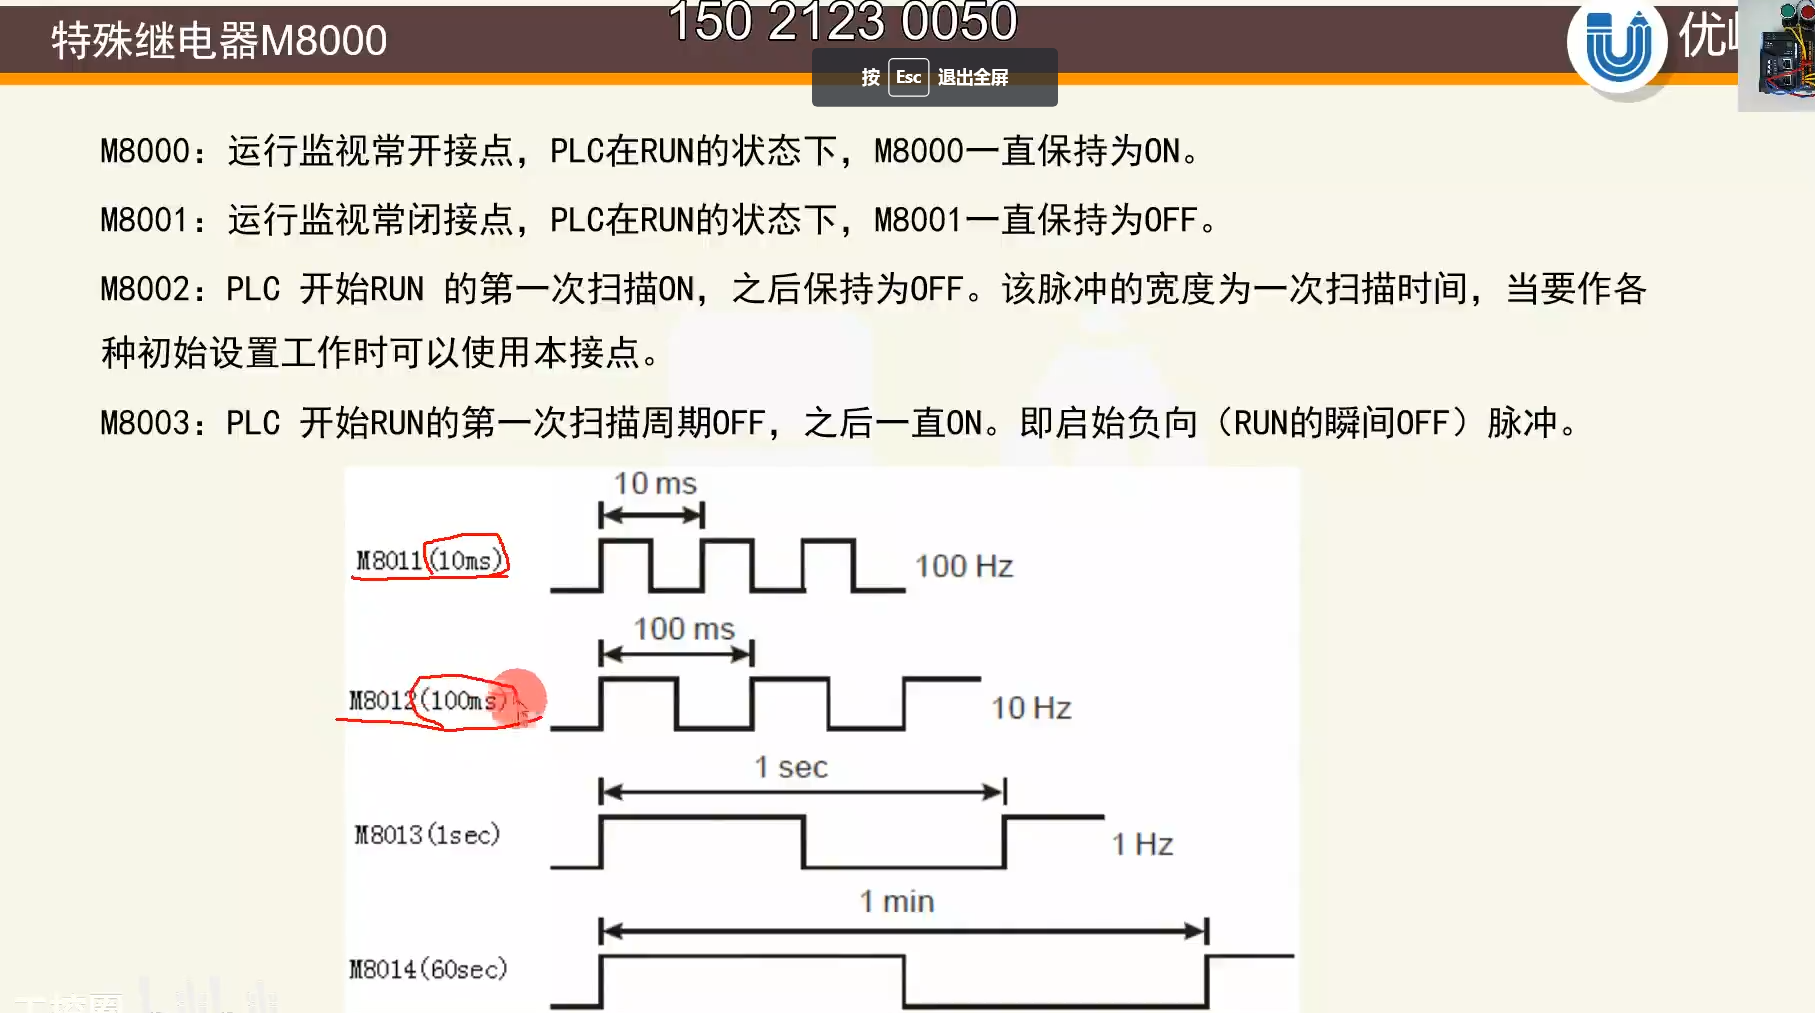 150 2123 0050
特殊继电器M8000
按 Esc 退出全屏
M8000：运行监视常开接点，PLC在RUN的状态下，M8000一直保持为ON。
M8001：运行监视常闭接点，PLC在RUN的状态下，M8001一直保持为OFF。
M8002：PLC 开始RUN 的第一次扫描ON，之后保持为OFF。该脉冲的宽度为一次扫描时间，当要作各
种初始设置工作时可以使用本接点。
M8003：PLC 开始RUN的第一次扫描周期OFF，之后一直ON。即启始负向（RUN的瞬间OFF）脉冲。
10 ms
M8011(10ms)
100 Hz
100 ms
M8012(100ms)
10 Hz
1 sec
M8013(1sec)
1 Hz
1 min
M8014(60sec)